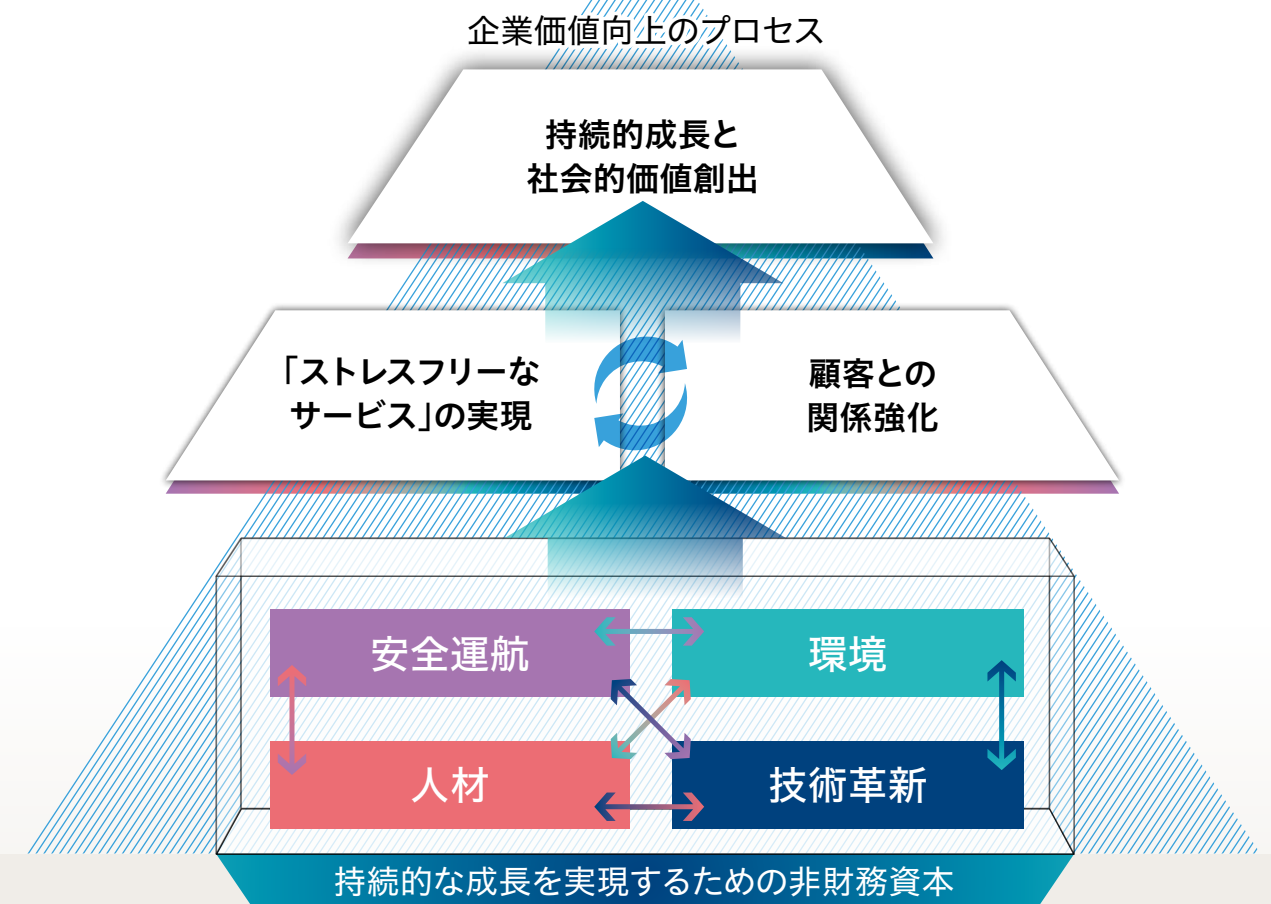 企業価値向上のプロセス
持続的成長と
社会的価値創出
「ストレスフリーな
サービス」の実現
顧客との
関係強化
安全運航
環境
人材
技術革新
持続的な成長を実現するための非財務資本